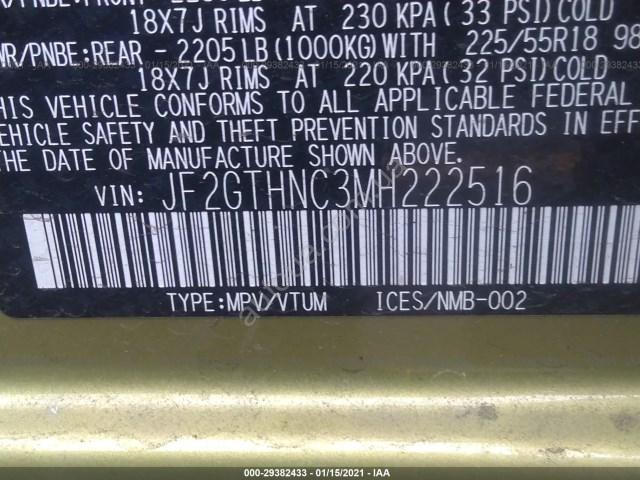 18X7J RIMS AT 230 KPA(33 PSI)COLD
/PNBE:REAR - 2205 LB(1000KG)WITH 225/55R18 98
18X7J RIMS AT 220 KPA(32 PSI)COLD
THIS VEHICLE CONFORMS TO ALL APPLICABLE FEDERAL
VEHICLE SAFETY AND THEFT PREVENTION STANDARDS IN EFF
THE DATE OF MANUFACTURE SHOWN ABOVE.
VIN: JF2GTHNC3MH222516
TYPE:MPV/VTUM ICES/NMB-002
000-29382433 - 01/15/2021 - IAA